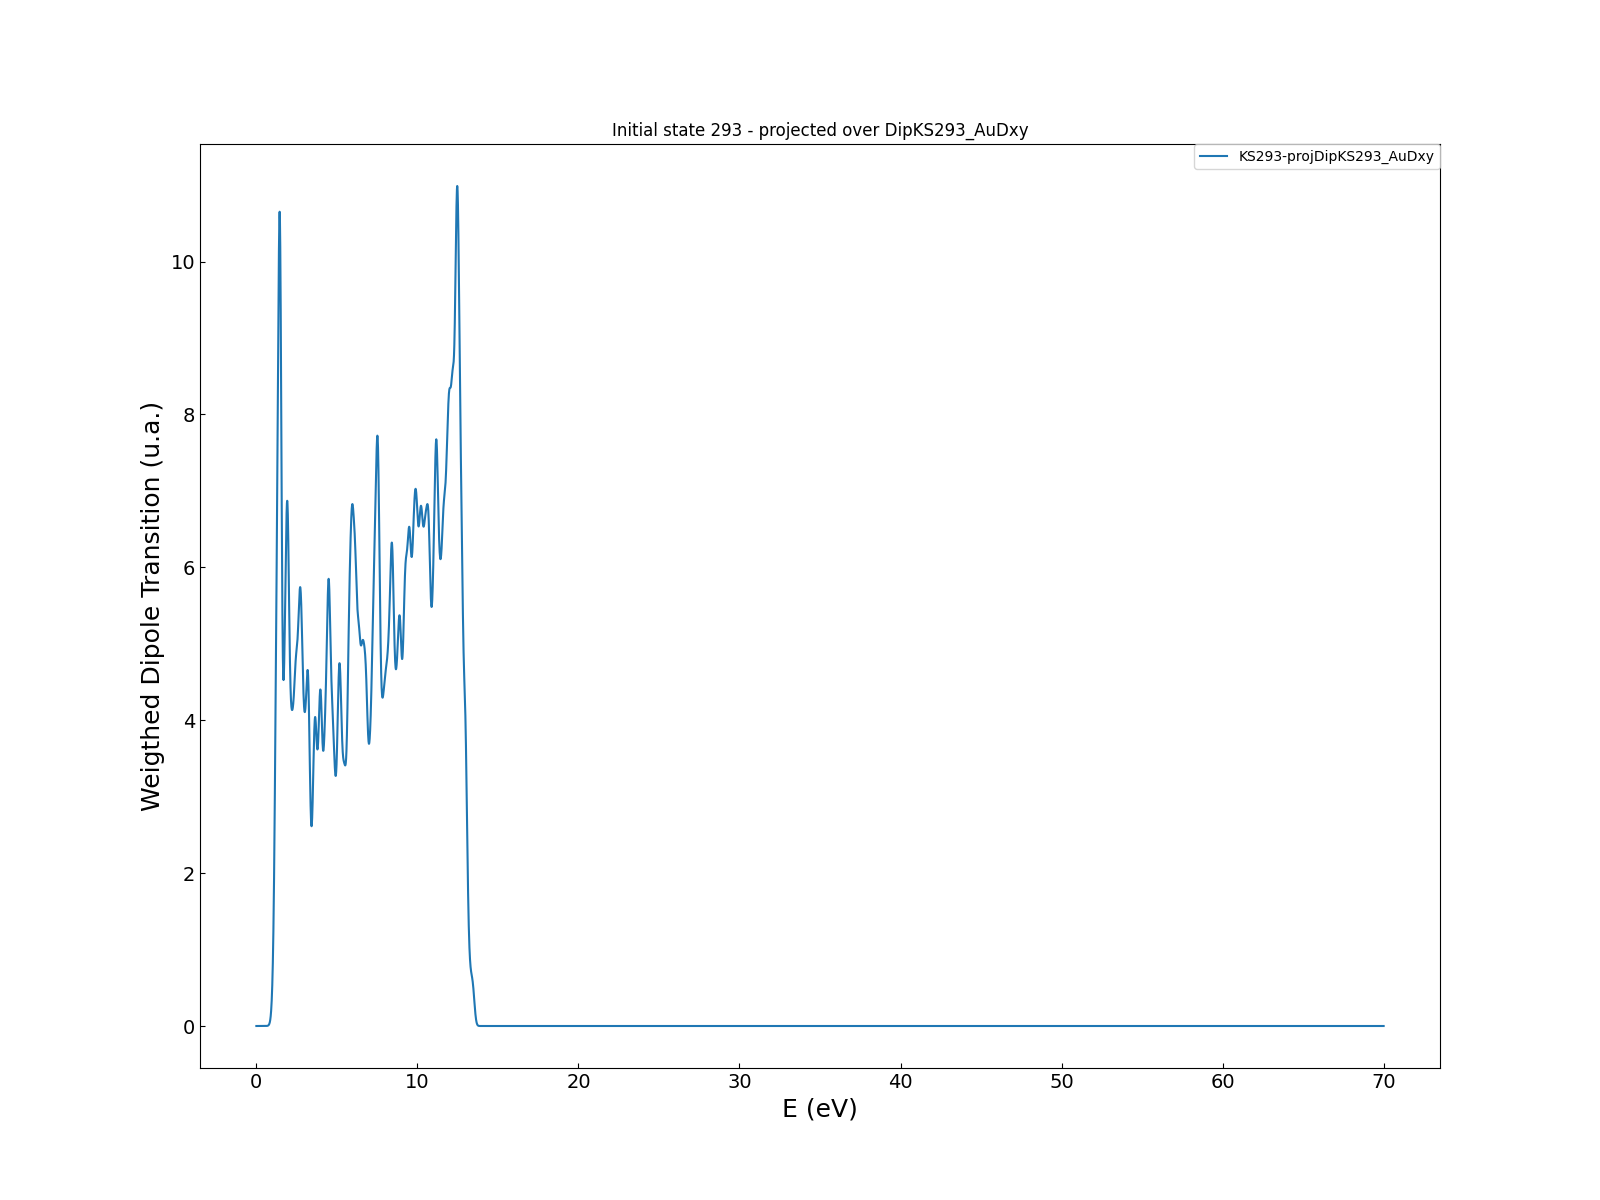 Initial state 293 - projected over DipKS293_AuDxy
KS293-projDipKS293_AuDxy
Weigthed Dipole Transition (u.a.)
10
8
6
4
2
0
0 10 20 30 40 50 60 70
E (eV)